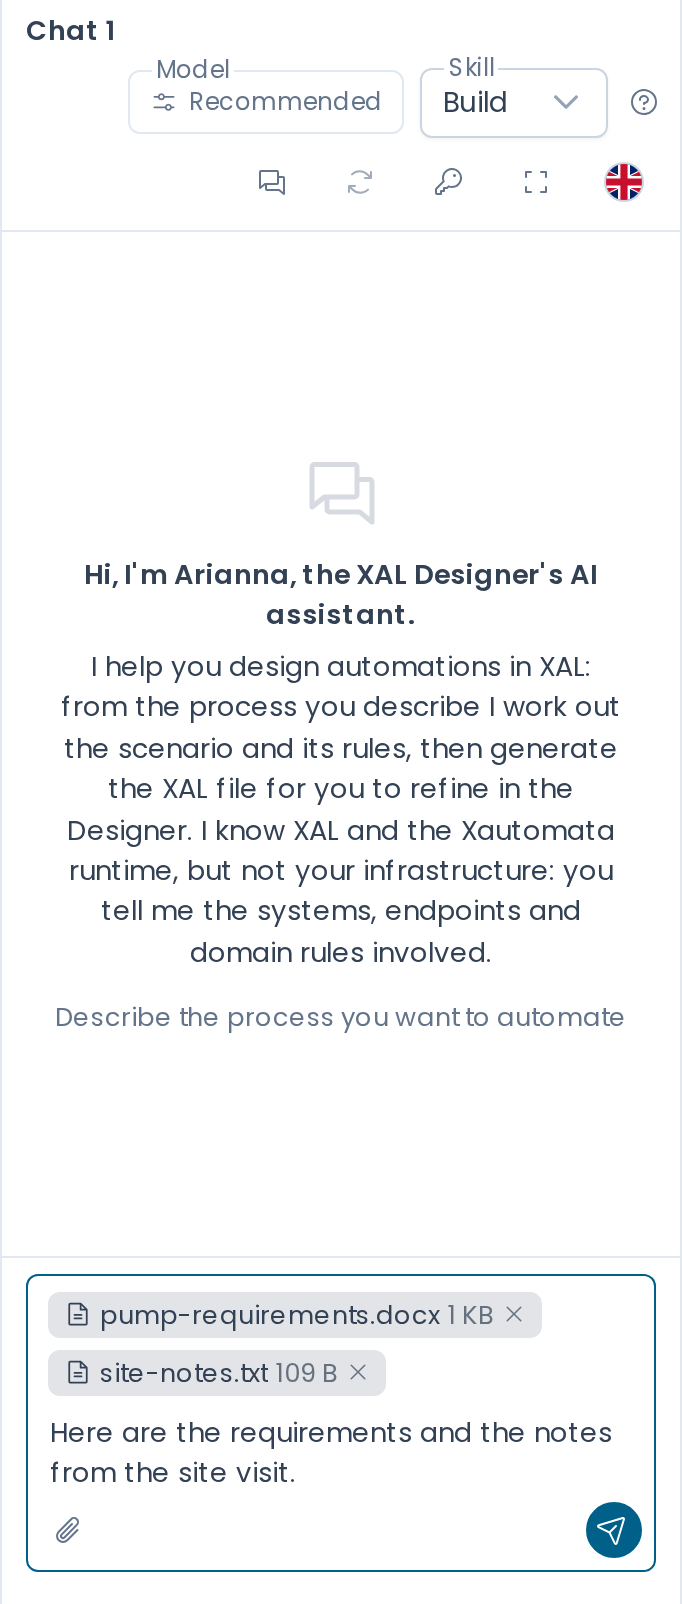 Chat 1
Model
Recommended
Skill
Build
Hi, I'm Arianna, the XAL Designer's AI
assistant.
I help you design automations in XAL:
from the process you describe I work out
the scenario and its rules, then generate
the XAL file for you to refine in the
Designer. I know XAL and the Xautomata
runtime, but not your infrastructure: you
tell me the systems, endpoints and
domain rules involved.
Describe the process you want to automate
pump-requirements.docx 1 KB
site-notes.txt 109 B
Here are the requirements and the notes
from the site visit.